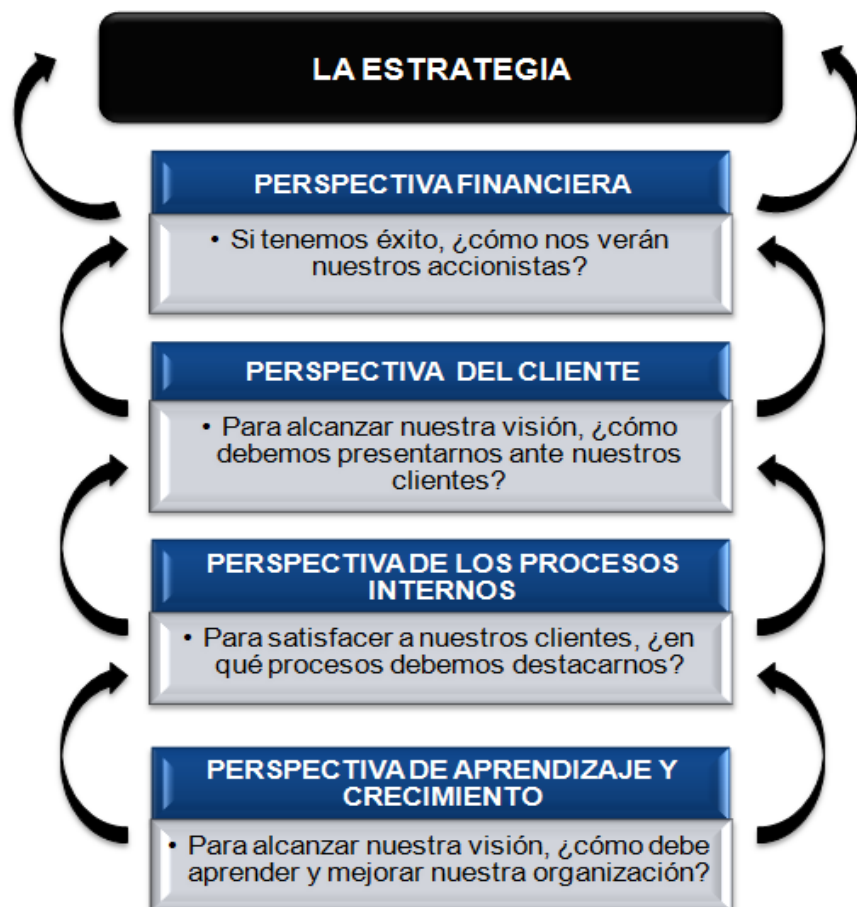 LA ESTRATEGIA
PERSPECTIVA FINANCIERA
• Si tenemos éxito, ¿cómo nos verán
nuestros accionistas?
PERSPECTIVA DEL CLIENTE
• Para alcanzar nuestra visión, ¿cómo
debemos presentarnos ante nuestros
clientes?
PERSPECTIVA DE LOS PROCESOS
INTERNOS
• Para satisfacer a nuestros clientes, ¿en
qué procesos debemos destacarnos?
PERSPECTIVA DE APRENDIZAJE Y
CRECIMIENTO
• Para alcanzar nuestra visión, ¿cómo debe
aprender y mejorar nuestra organización?